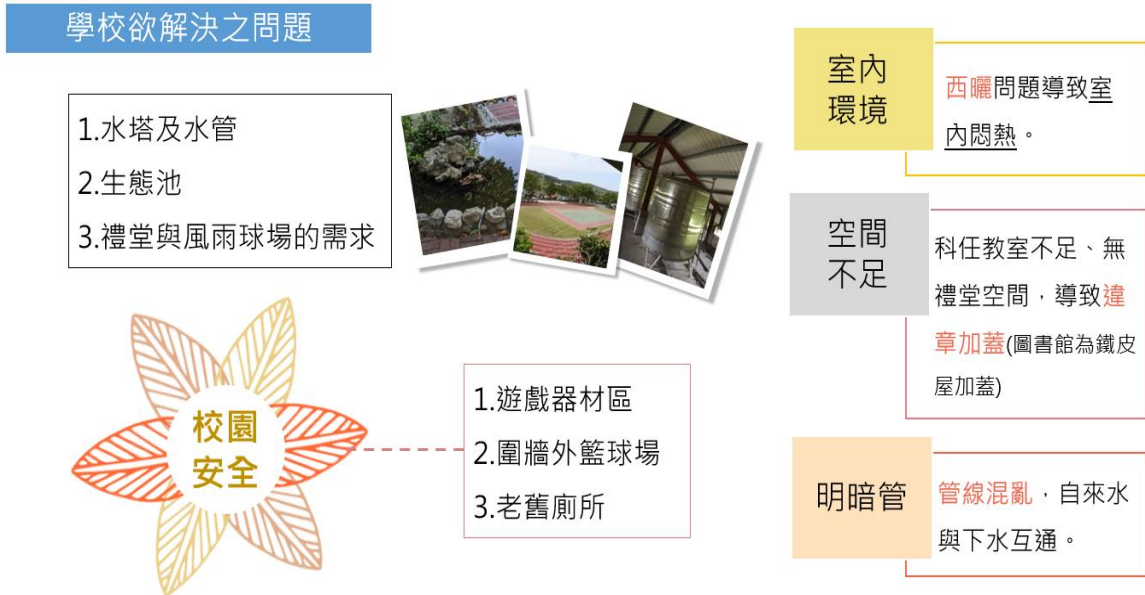 學校欲解決之問題
1.水塔及水管
2.生態池
3.禮堂與風雨球場的需求
校園
安全
1.遊戲器材區
2.圍牆外籃球場
3.老舊廁所
室內
環境
西曬問題導致室
內悶熱。
空間
不足
科任教室不足、無
禮堂空間，導致違
章加蓋(圖書館為鐵皮
屋加蓋)
明暗管
管線混亂，自來水
與下水互通。